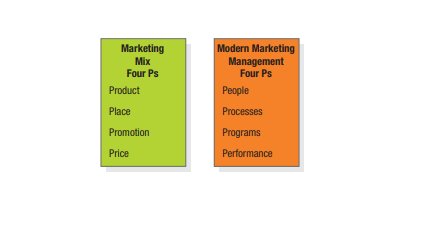 Marketing
Mix
Four Ps
Product
Place
Promotion
Price
Modern Marketing
Management
Four Ps
People
Processes
Programs
Performance